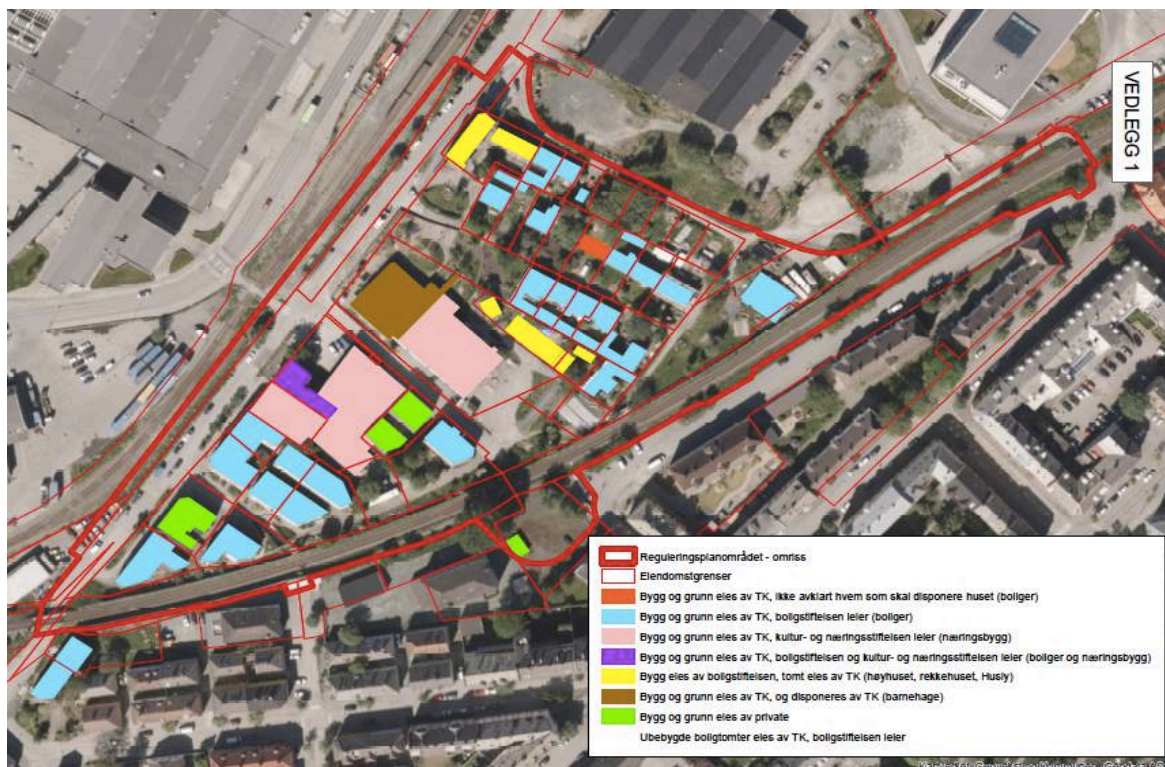 VEDLEGG 1
Reguleringsplanområdet - omriss
Eiendomstgrenser
Bygg og grunn eies av TK, ikke avklart hvem som skal disponere huset (boliger)
Bygg og grunn eies av TK, boligstiftelsen leier (boliger)
Bygg og grunn eies av TK, kultur- og næringsstiftelsen leier (næringsbygg)
Bygg og grunn eies av TK, boligstiftelsen og kultur- og næringsstiftelsen leier (boliger og næringsbygg)
Bygg eies av boligstiftelsen, tomt eies av TK (høyhuset, rekkehuset, Husly)
Bygg og grunn eies av TK, og disponeres av TK (barnehage)
Bygg og grunn eies av private
Ubebygde boligtomter eies av TK, boligstiftelsen leier